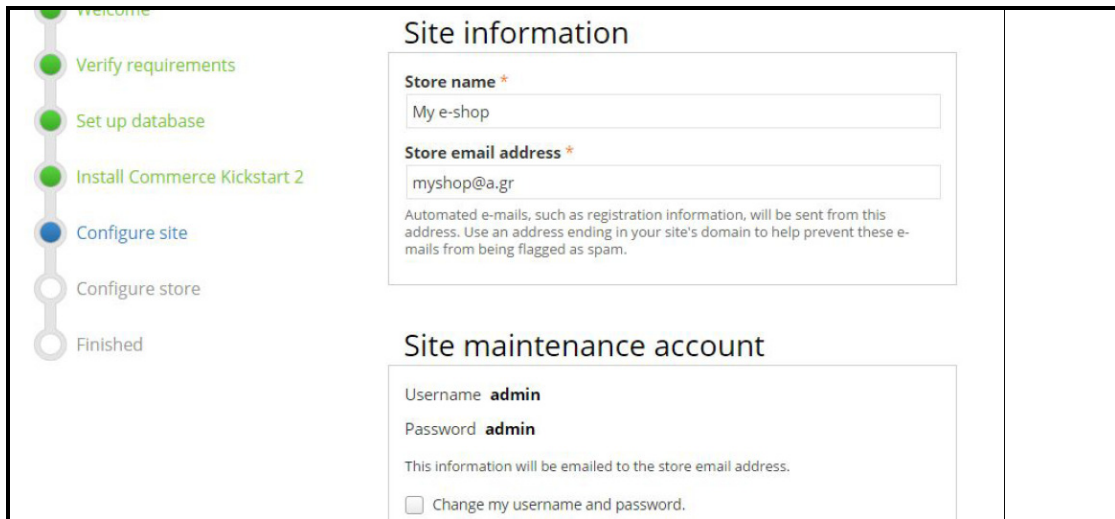 Welcome
Verify requirements
Set up database
Install Commerce Kickstart 2
Configure site
Configure store
Finished
Site information
Store name *
My e-shop
Store email address *
myshop@a.gr
Automated e-mails, such as registration information, will be sent from this
address. Use an address ending in your site's domain to help prevent these e-
mails from being flagged as spam.
Site maintenance account
Username admin
Password admin
This information will be emailed to the store email address.
Change my username and password.